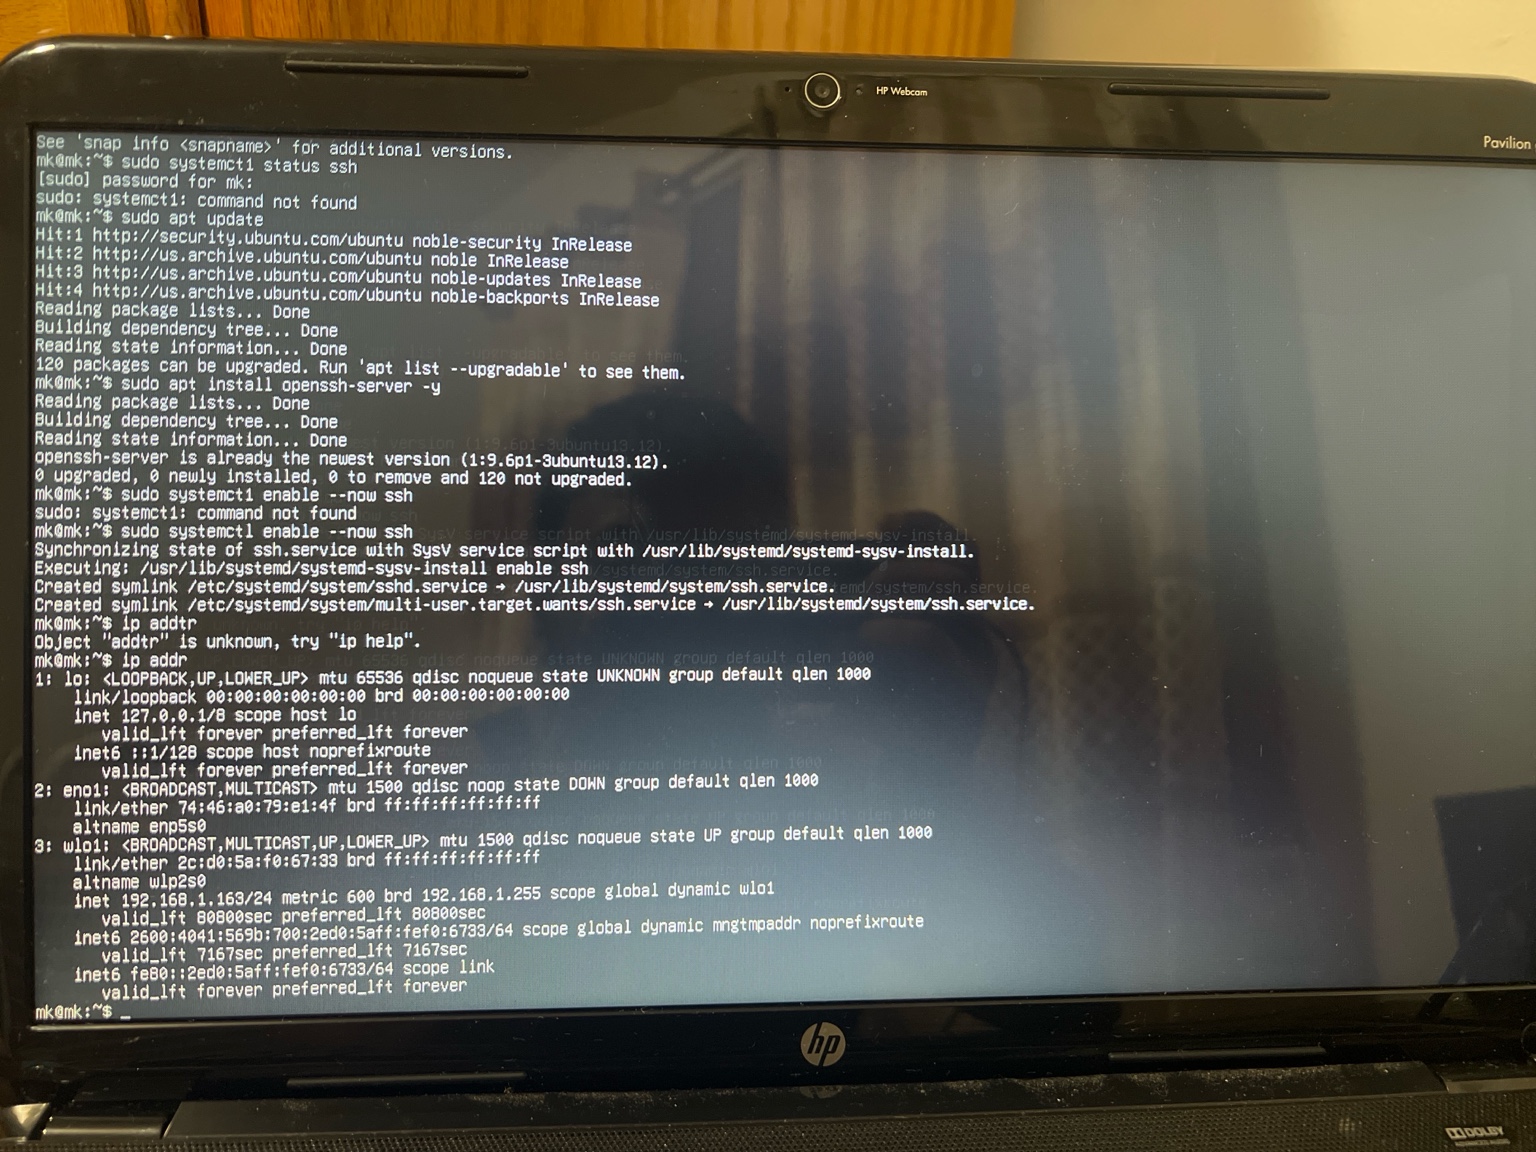 HP Webcam
Pavilion
See 'snap info <snapname>' for additional versions.
mk@mk:~$ sudo systemct1 status ssh
[sudo] password for mk:
sudo: systemct1: command not found
mk@mk:~$ sudo apt update
Hit:1 http://security.ubuntu.com/ubuntu noble-security InRelease
Hit:2 http://us.archive.ubuntu.com/ubuntu noble InRelease
Hit:3 http://us.archive.ubuntu.com/ubuntu noble-updates InRelease
Hit:4 http://us.archive.ubuntu.com/ubuntu noble-backports InRelease
Reading package lists... Done
Building dependency tree... Done
Reading state information... Done
120 packages can be upgraded. Run 'apt list --upgradable' to see them.
mk@mk:~$ sudo apt install openssh-server -y
Reading package lists... Done
Building dependency tree... Done
Reading state information... Done
openssh-server is already the newest version (1:9.6p1-3ubuntu13.12).
0 upgraded, 0 newly installed, 0 to remove and 120 not upgraded.
mk@mk:~$ sudo systemct1 enable --now ssh
sudo: systemct1: command not found
mk@mk:~$ sudo systemctl enable --now ssh
Synchronizing state of ssh.service with SysV service script with /usr/lib/systemd/systemd-sysv-install.
Executing: /usr/lib/systemd/systemd-sysv-install enable ssh
Created symlink /etc/systemd/system/sshd.service → /usr/lib/systemd/system/ssh.service.
Created symlink /etc/systemd/system/multi-user.target.wants/ssh.service → /usr/lib/systemd/system/ssh.service.
mk@mk:~$ ip addtr
Object "addtr" is unknown, try "ip help".
mk@mk:~$ ip addr
1: lo: <LOOPBACK,UP,LOWER_UP> mtu 65536 qdisc noqueue state UNKNOWN group default qlen 1000
    link/loopback 00:00:00:00:00:00 brd 00:00:00:00:00:00
    inet 127.0.0.1/8 scope host lo
       valid_lft forever preferred_lft forever
    inet6 ::1/128 scope host noprefixroute
       valid_lft forever preferred_lft forever
2: eno1: <BROADCAST,MULTICAST> mtu 1500 qdisc noop state DOWN group default qlen 1000
    link/ether 74:46:a0:79:e1:4f brd ff:ff:ff:ff:ff:ff
    altname enp5s0
3: wlo1: <BROADCAST,MULTICAST,UP,LOWER_UP> mtu 1500 qdisc noqueue state UP group default qlen 1000
    link/ether 2c:d0:5a:f0:67:33 brd ff:ff:ff:ff:ff:ff
    altname wlp2s0
    inet 192.168.1.163/24 metric 600 brd 192.168.1.255 scope global dynamic wlo1
       valid_lft 80800sec preferred_lft 80800sec
    inet6 2600:4041:569b:700:2ed0:5aff:fef0:6733/64 scope global dynamic mngtmpaddr noprefixroute
       valid_lft 7167sec preferred_lft 7167sec
    inet6 fe80::2ed0:5aff:fef0:6733/64 scope link
       valid_lft forever preferred_lft forever
mk@mk:~$ _
hp
DOLBY